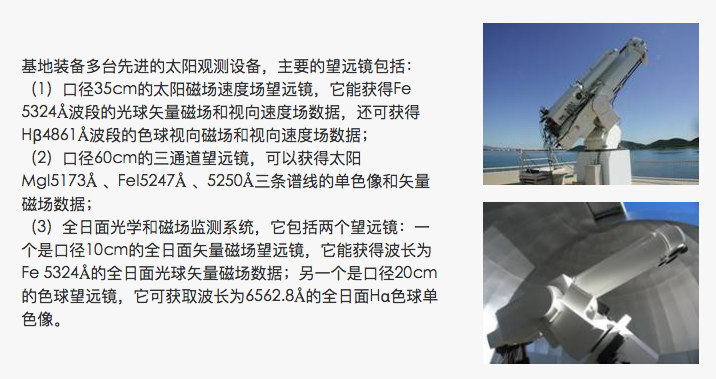 基地装备多台先进的太阳观测设备，主要的望远镜包括：
（1）口径35cm的太阳磁场速度场望远镜，它能获得Fe
5324Å波段的光球矢量磁场和视向速度场数据，还可获得
Hβ4861Å波段的色球视向磁场和视向速度场数据；
（2）口径60cm的三通道望远镜，可以获得太阳
MgI5173Å 、FeI5247Å 、5250Å三条谱线的单色像和矢量
磁场数据；
（3）全日面光学和磁场监测系统，它包括两个望远镜：一
个是口径10cm的全日面矢量磁场望远镜，它能获得波长为
Fe 5324Å的全日面光球矢量磁场数据；另一个是口径20cm
的色球望远镜，它可获取波长为6562.8Å的全日面Hα色球单
色像。